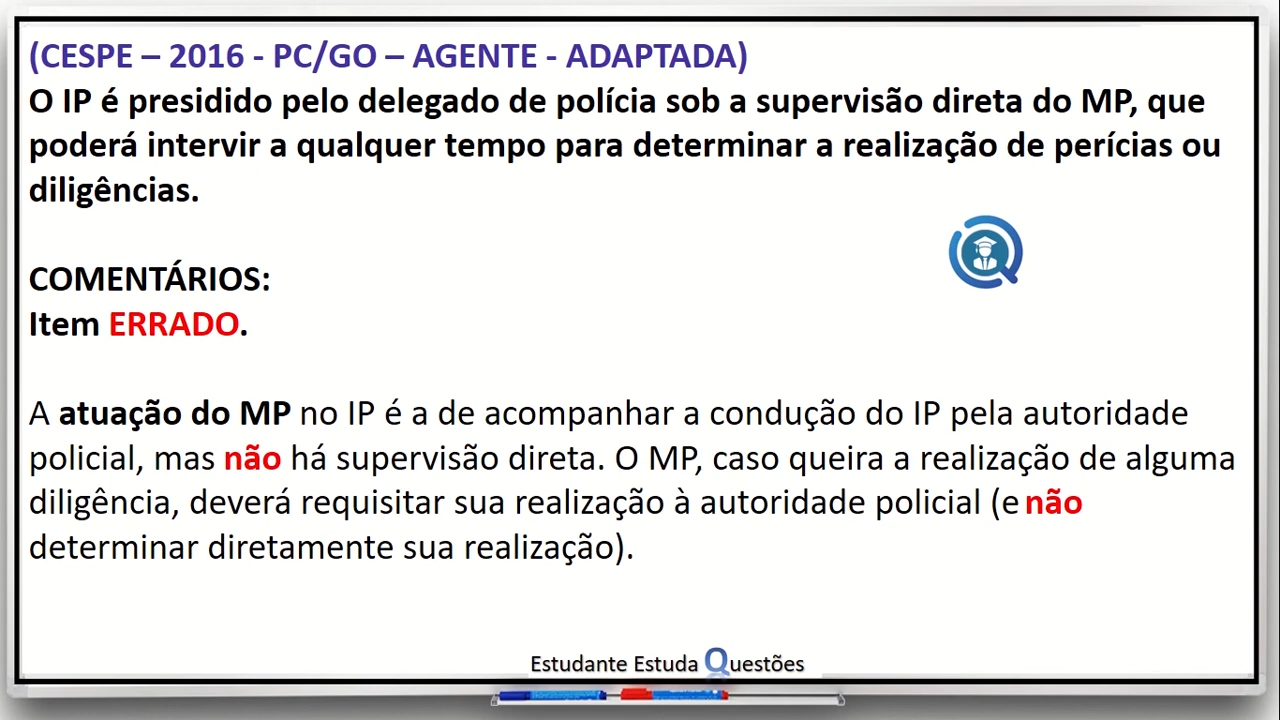 (CESPE – 2016 - PC/GO – AGENTE - ADAPTADA)
O IP é presidido pelo delegado de polícia sob a supervisão direta do MP, que
poderá intervir a qualquer tempo para determinar a realização de perícias ou
diligências.
COMENTÁRIOS:
Item ERRADO.
A atuação do MP no IP é a de acompanhar a condução do IP pela autoridade
policial, mas não há supervisão direta. O MP, caso queira a realização de alguma
diligência, deverá requisitar sua realização à autoridade policial (e não
determinar diretamente sua realização).
Estudante Estuda Questões